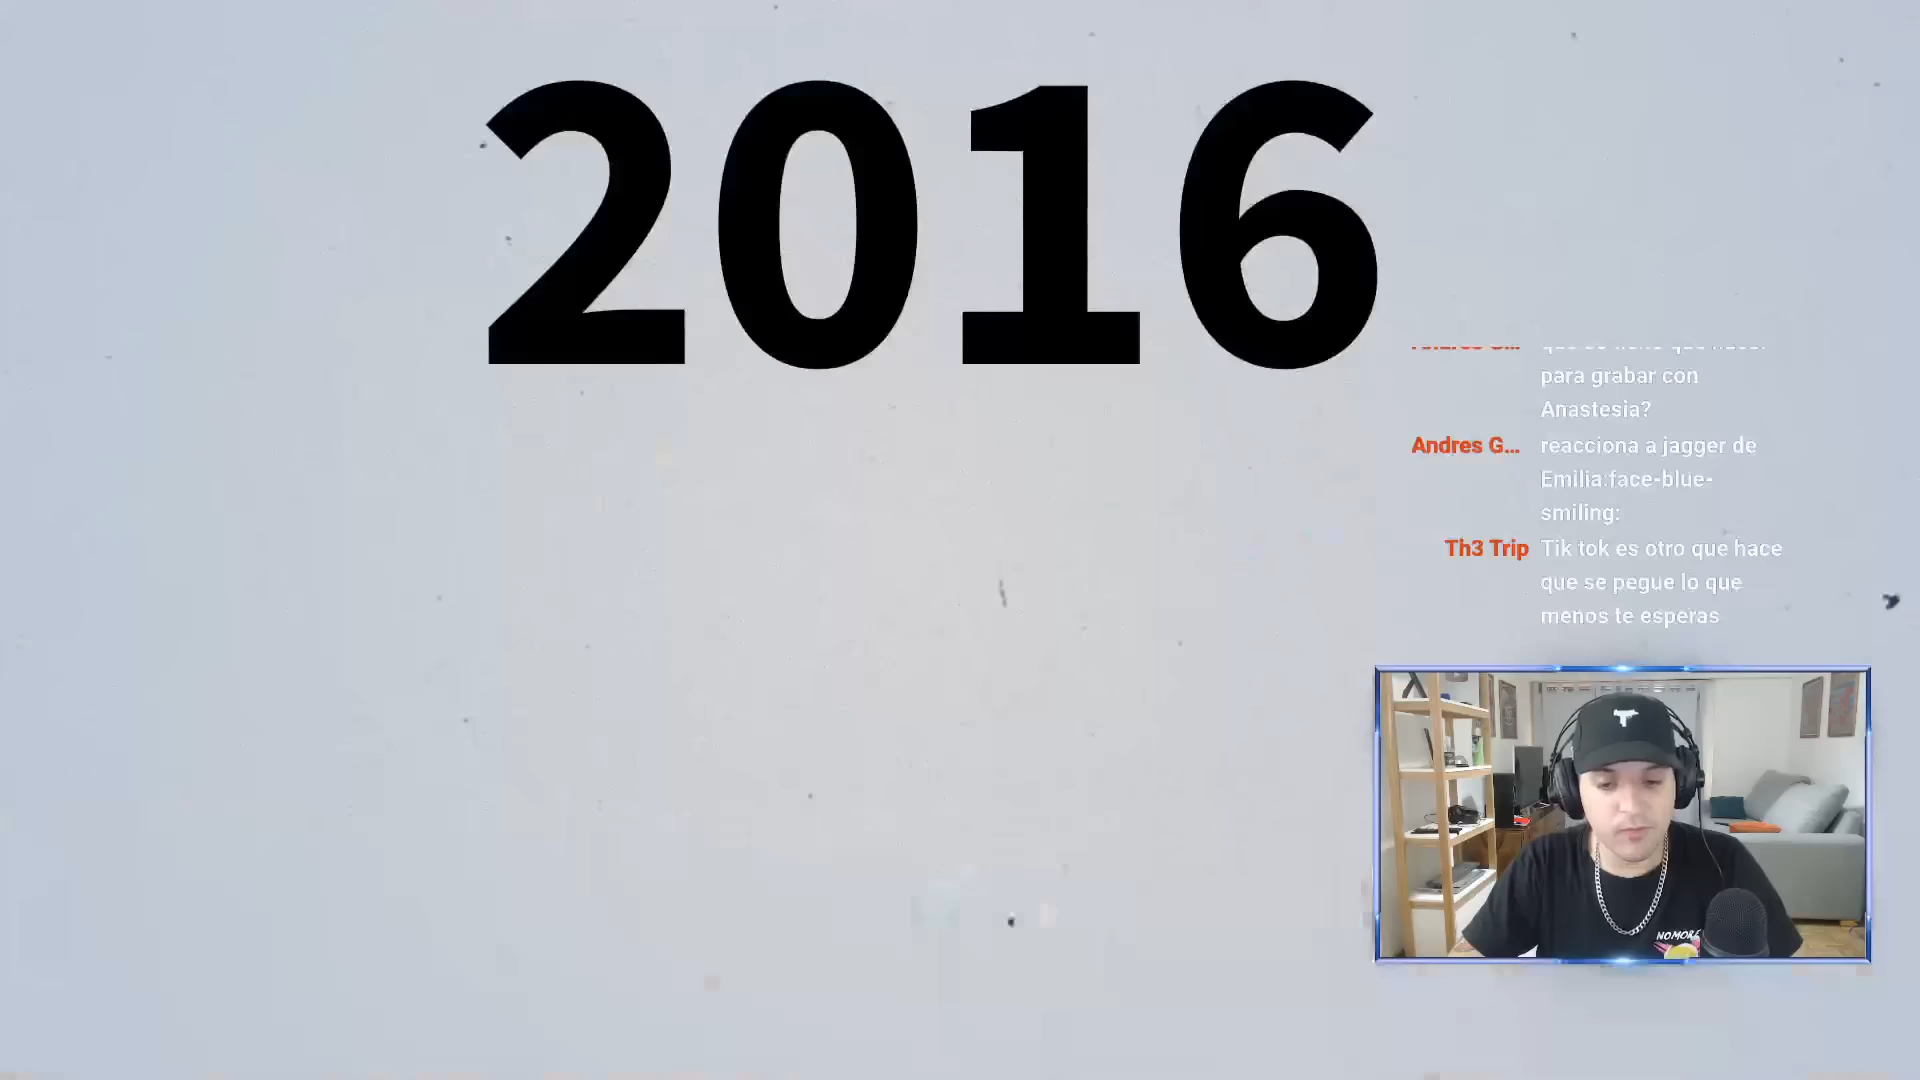 2016
para grabar con
Anastesia?
Andres G... reacciona a jagger de
Emilia:face-blue-
smiling:
Th3 Trip Tik tok es otro que hace
que se pegue lo que
menos te esperas
NOMORE